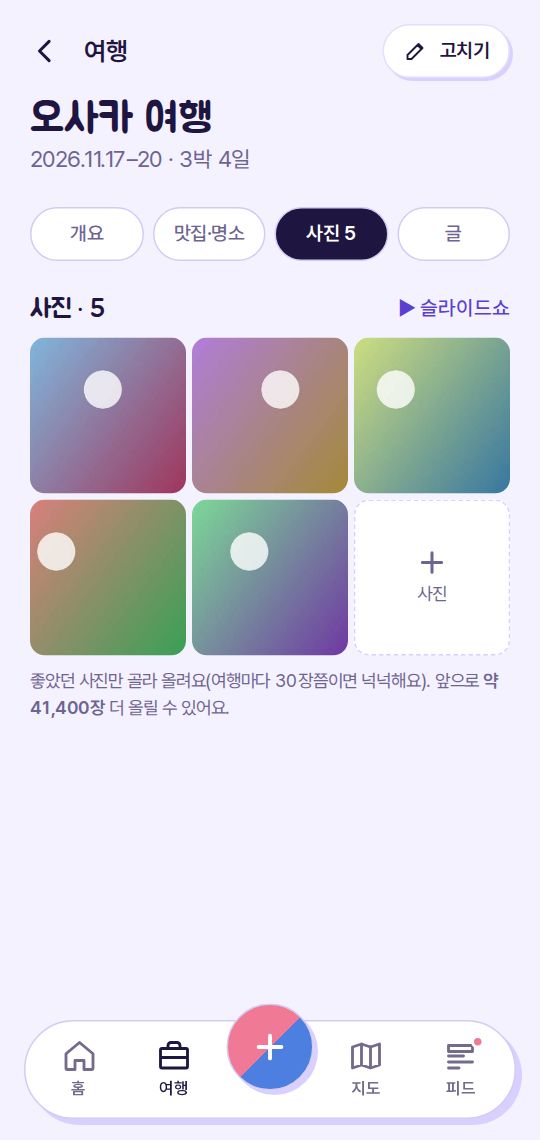 여행
고치기
오사카 여행
2026.11.17–20 · 3박 4일
개요
맛집·명소
사진 5
글
사진 · 5
▶ 슬라이드쇼
+
사진
좋았던 사진만 골라 올려요(여행마다 30장쯤이면 넉넉해요). 앞으로 약
41,400장 더 올릴 수 있어요.
홈
여행
+
지도
피드